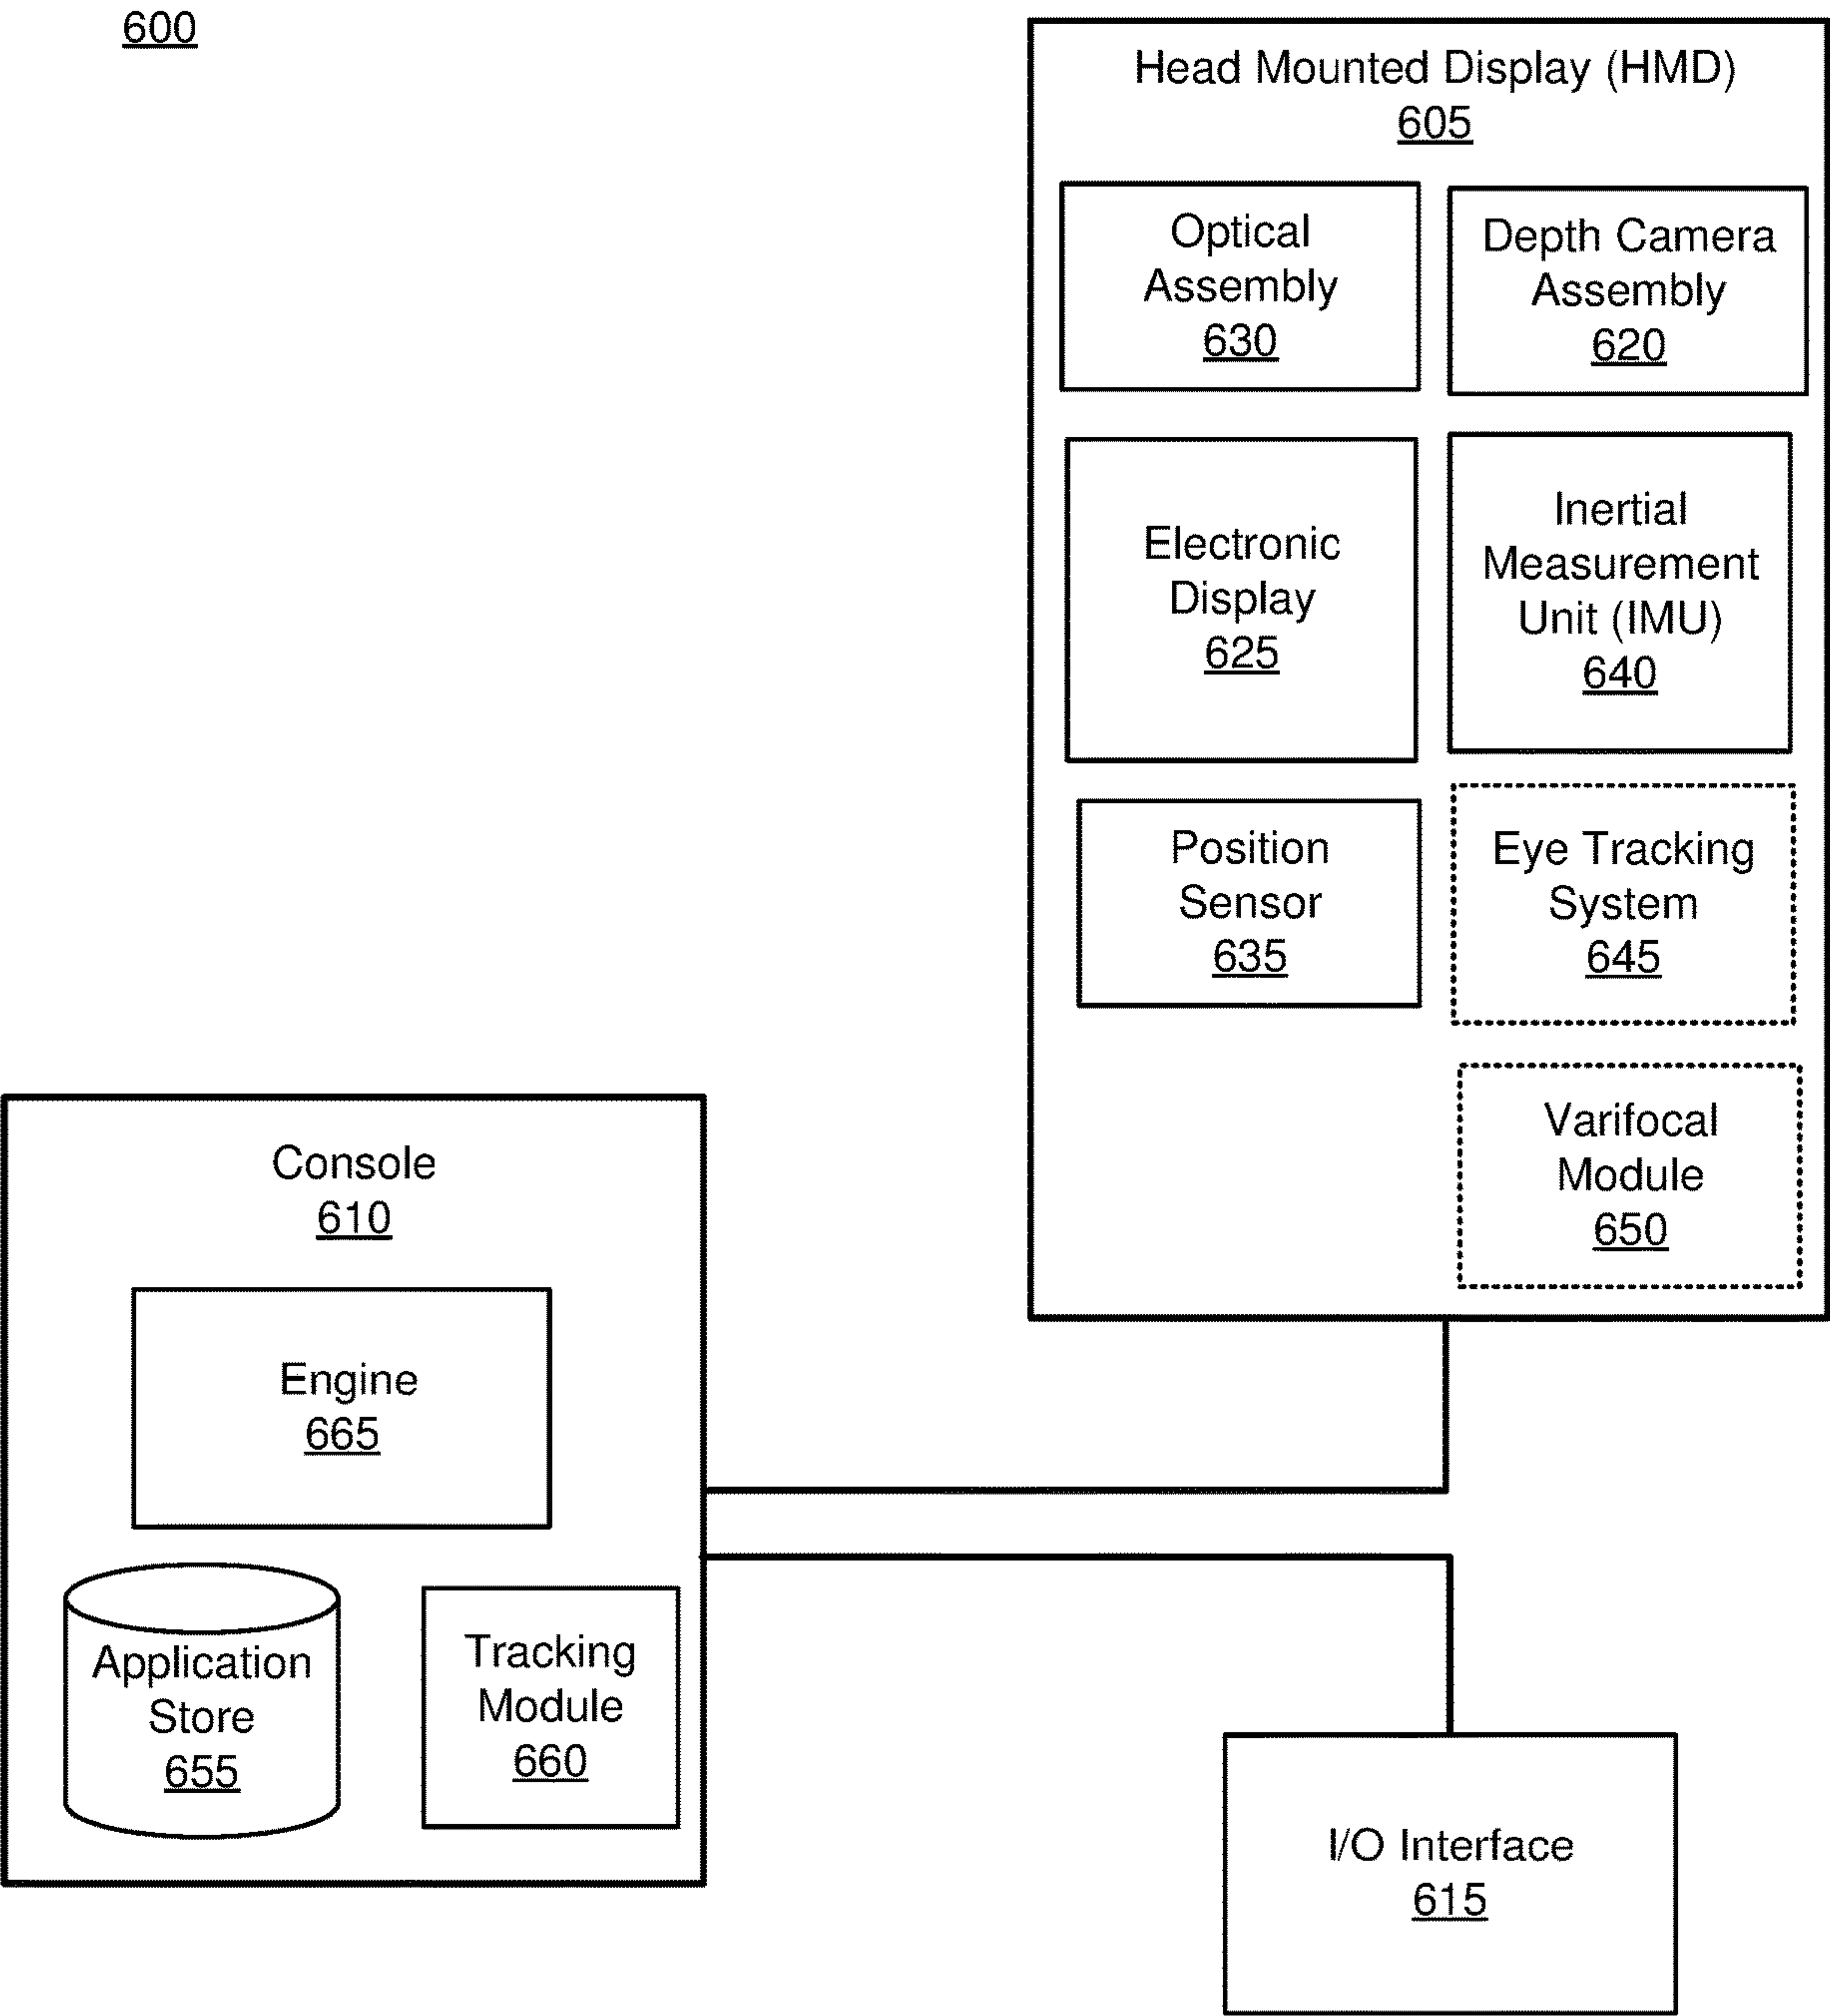 600
Head Mounted Display (HMD)
605
Optical
Assembly
630
Depth Camera
Assembly
620
Electronic
Display
625
Inertial
Measurement
Unit (IMU)
640
Position
Sensor
635
Eye Tracking
System
645
Varifocal
Module
650
Console
610
Engine
665
Application
Store
655
Tracking
Module
660
I/O Interface
615